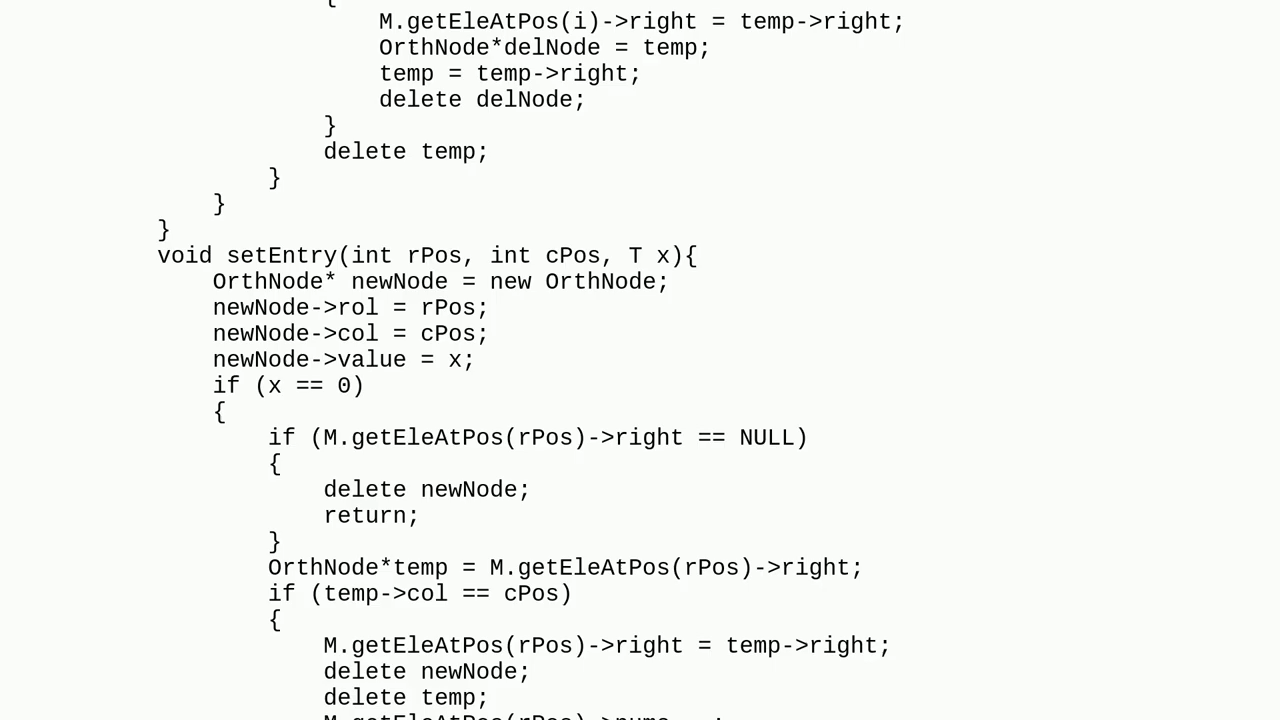 {
M.getEleAtPos(i)->right = temp->right;
OrthNode*delNode = temp;
temp = temp->right;
delete delNode;
}
delete temp;
}
}
}
void setEntry(int rPos, int cPos, T x){
OrthNode* newNode = new OrthNode;
newNode->rol = rPos;
newNode->col = cPos;
newNode->value = x;
if (x == 0)
{
if (M.getEleAtPos(rPos)->right == NULL)
{
delete newNode;
return;
}
OrthNode*temp = M.getEleAtPos(rPos)->right;
if (temp->col == cPos)
{
M.getEleAtPos(rPos)->right = temp->right;
delete newNode;
delete temp;